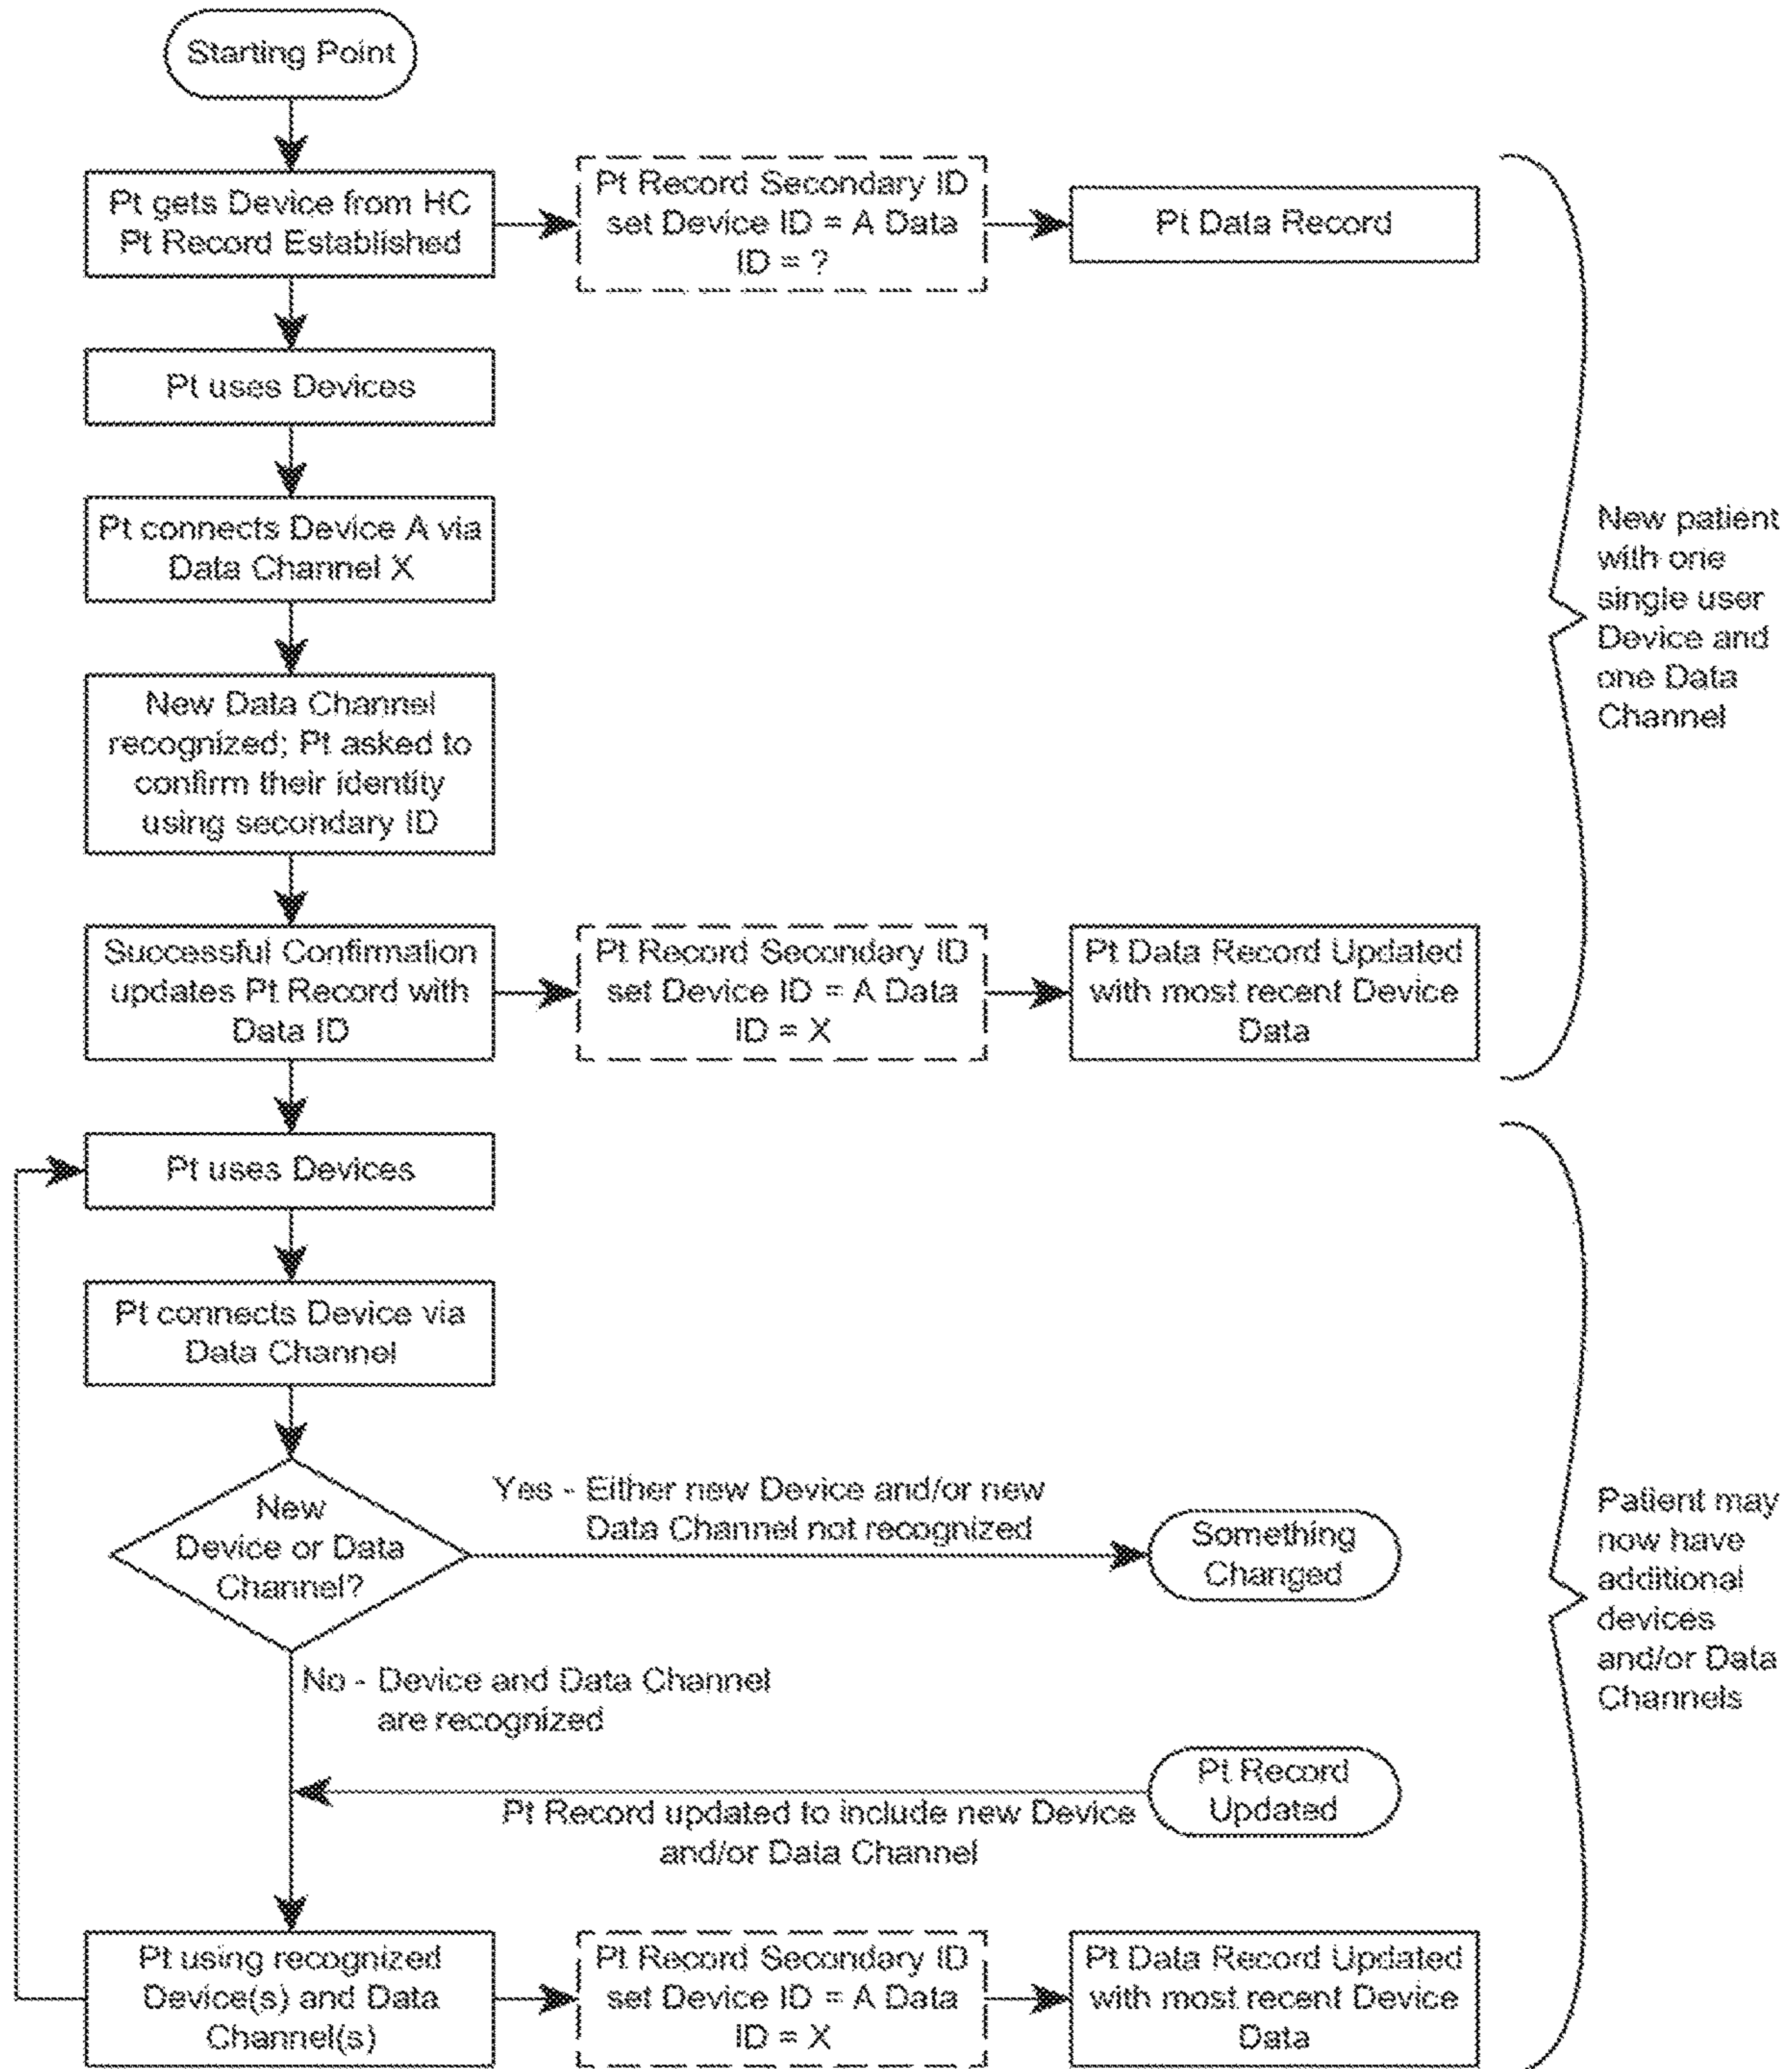 Starting Point
Pt gets Device from HC
Pt Record Established
Pt Record Secondary ID
set Device ID = A Data
ID = ?
Pt Data Record
Pt uses Devices
Pt connects Device A via
Data Channel X
New Data Channel
recognized; Pt asked to
confirm their identity
using secondary ID
New patient
with one
single user
Device and
one Data
Channel
Successful Confirmation
updates Pt Record with
Data ID
Pt Record Secondary ID
set Device ID = A Data
ID = X
Pt Data Record Updated
with most recent Device
Data
Pt uses Devices
Pt connects Device via
Data Channel
New
Device or Data
Channel?
Yes - Either new Device and/or new
Data Channel not recognized
Something
Changed
Patient may
now have
additional
devices
and/or Data
Channels
No - Device and Data Channel
are recognized
Pt Record
Updated
Pt Record updated to include new Device
and/or Data Channel
Pt using recognized
Device(s) and Data
Channel(s)
Pt Record Secondary ID
set Device ID = A Data
ID = X
Pt Data Record Updated
with most recent Device
Data